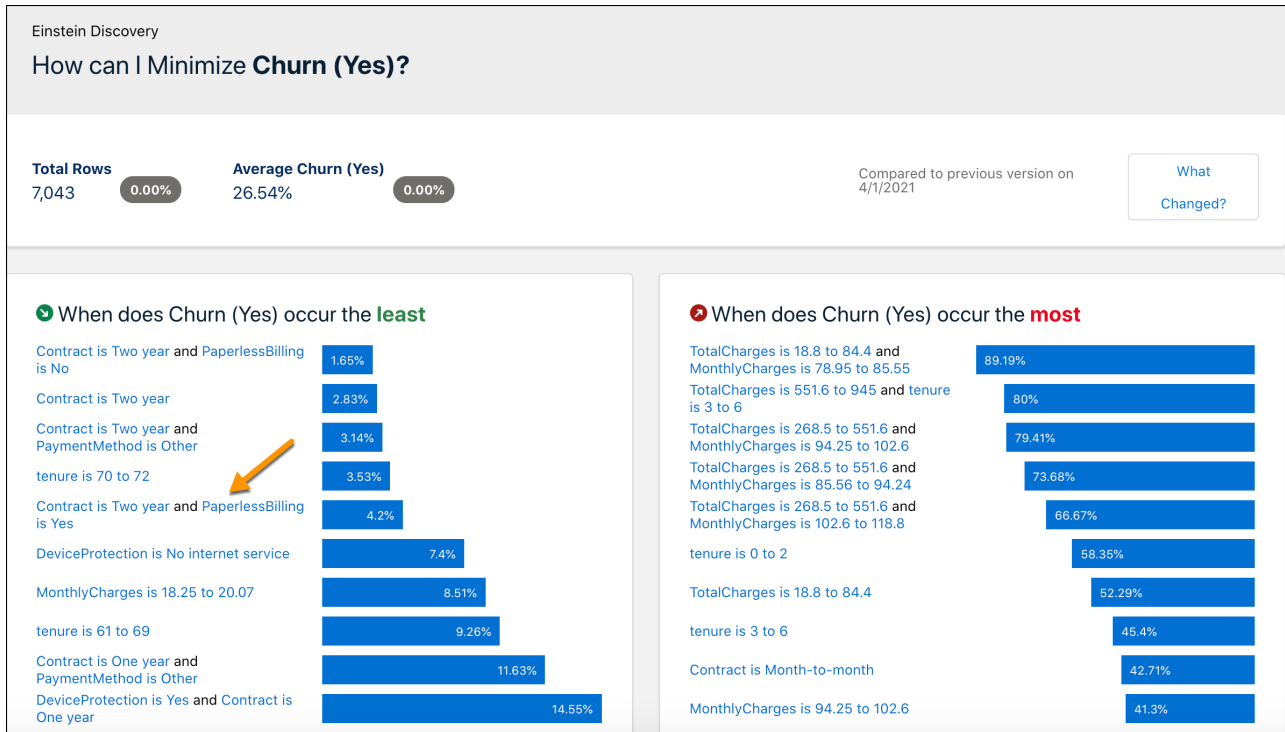 Einstein Discovery
How can I Minimize Churn (Yes)?
Total Rows
7,043
0.00%
Average Churn (Yes)
26.54%
0.00%
Compared to previous version on
4/1/2021
What
Changed?
When does Churn (Yes) occur the least
Contract is Two year and PaperlessBilling
is No
1.65%
Contract is Two year
2.83%
Contract is Two year and
PaymentMethod is Other
3.14%
tenure is 70 to 72
3.53%
Contract is Two year and PaperlessBilling
is Yes
4.2%
DeviceProtection is No internet service
7.4%
MonthlyCharges is 18.25 to 20.07
8.51%
tenure is 61 to 69
9.26%
Contract is One year and
PaymentMethod is Other
11.63%
DeviceProtection is Yes and Contract is
One year
14.55%
When does Churn (Yes) occur the most
TotalCharges is 18.8 to 84.4 and
MonthlyCharges is 78.95 to 85.55
89.19%
TotalCharges is 551.6 to 945 and tenure
is 3 to 6
80%
TotalCharges is 268.5 to 551.6 and
MonthlyCharges is 94.25 to 102.6
79.41%
TotalCharges is 268.5 to 551.6 and
MonthlyCharges is 85.56 to 94.24
73.68%
TotalCharges is 268.5 to 551.6 and
MonthlyCharges is 102.6 to 118.8
66.67%
tenure is 0 to 2
58.35%
TotalCharges is 18.8 to 84.4
52.29%
tenure is 3 to 6
45.4%
Contract is Month-to-month
42.71%
MonthlyCharges is 94.25 to 102.6
41.3%